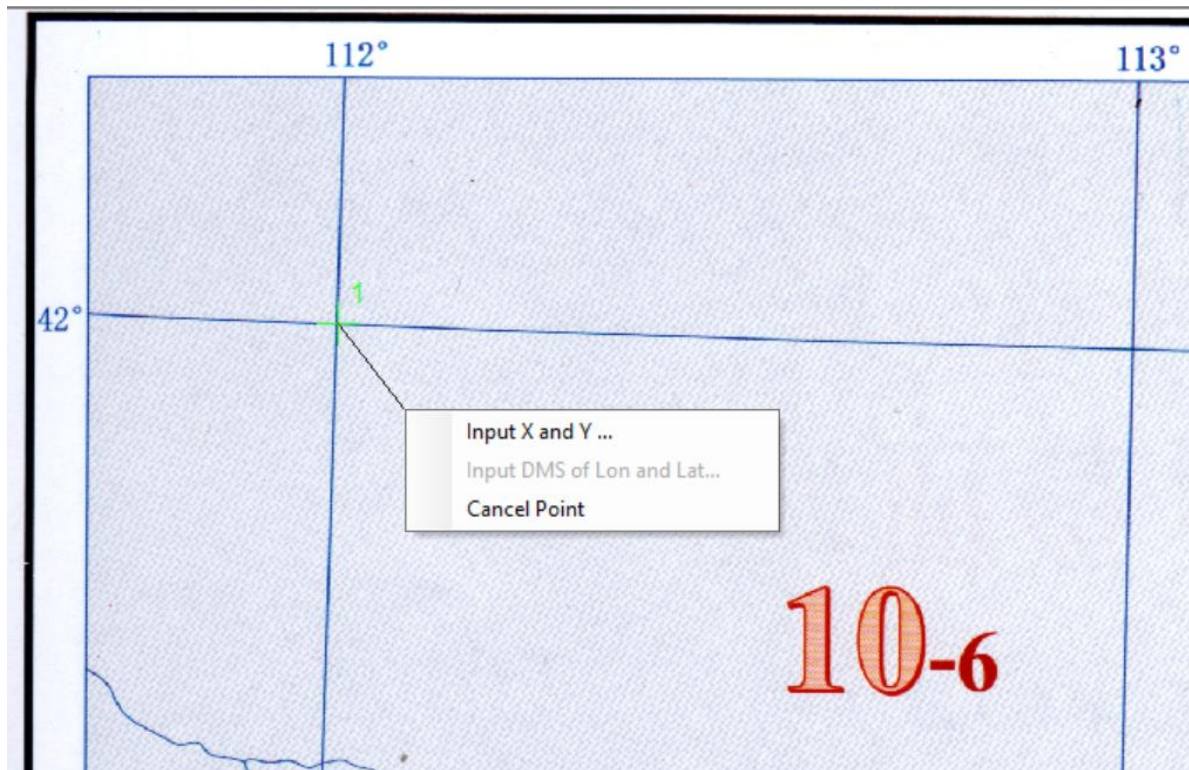 112°
113°
1
42°
Input X and Y ...
Input DMS of Lon and Lat...
Cancel Point
10-6